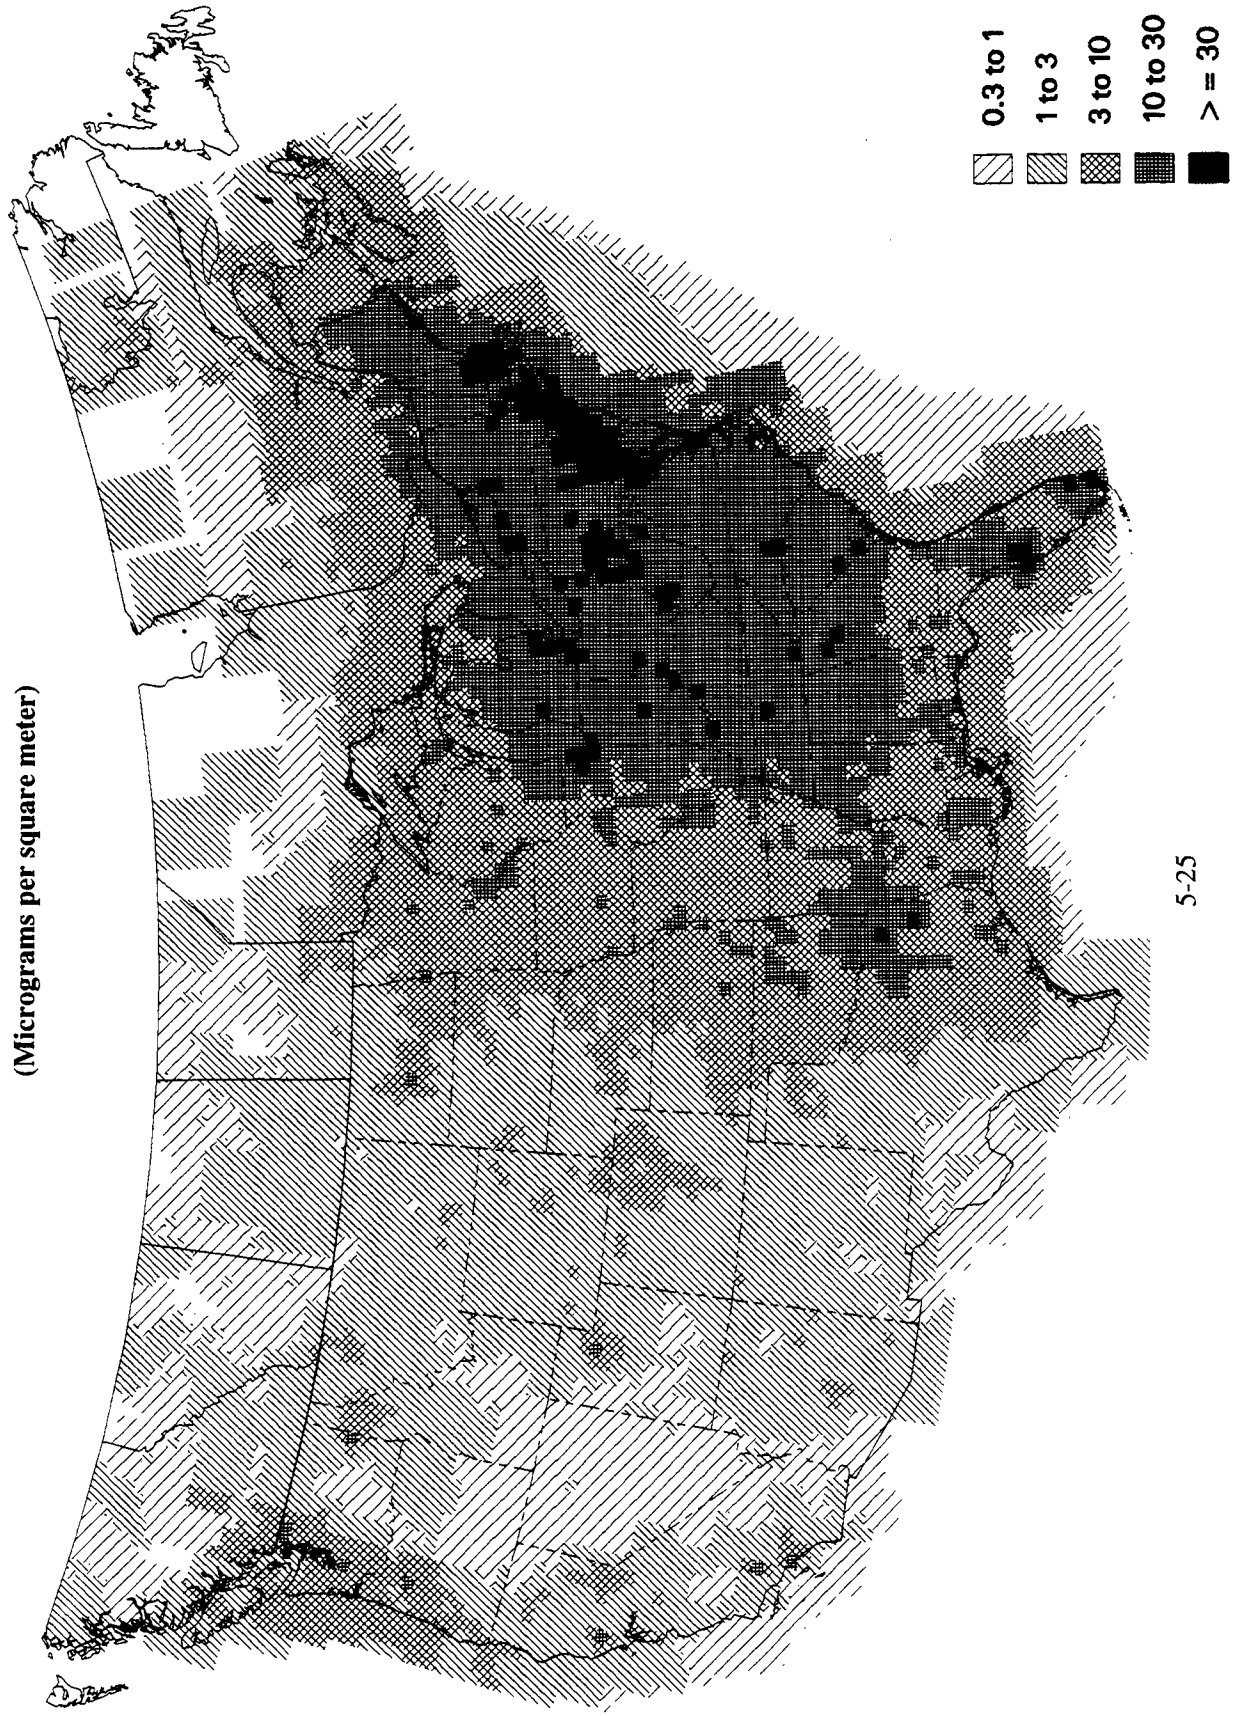 (Micrograms per square meter)
0.3 to 1
1 to 3
3 to 10
10 to 30
> = 30
5-25